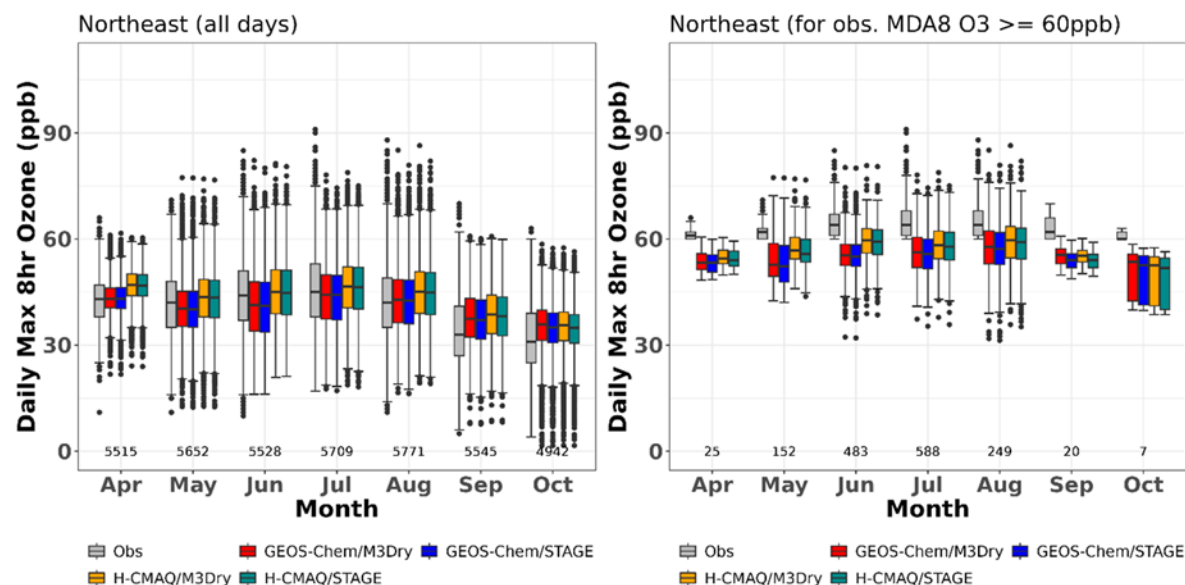 Northeast (all days)
Daily Max 8hr Ozone (ppb)
90
60
30
0
5515 5652 5528 5709 5771 5545 4942
Apr May Jun Jul Aug Sep Oct
Month
Obs GEOS-Chem/M3Dry GEOS-Chem/STAGE
H-CMAQ/M3Dry H-CMAQ/STAGE
Northeast (for obs. MDA8 O3 >= 60ppb)
Daily Max 8hr Ozone (ppb)
90
60
30
0
25 152 483 588 249 20 7
Apr May Jun Jul Aug Sep Oct
Month
Obs GEOS-Chem/M3Dry GEOS-Chem/STAGE
H-CMAQ/M3Dry H-CMAQ/STAGE